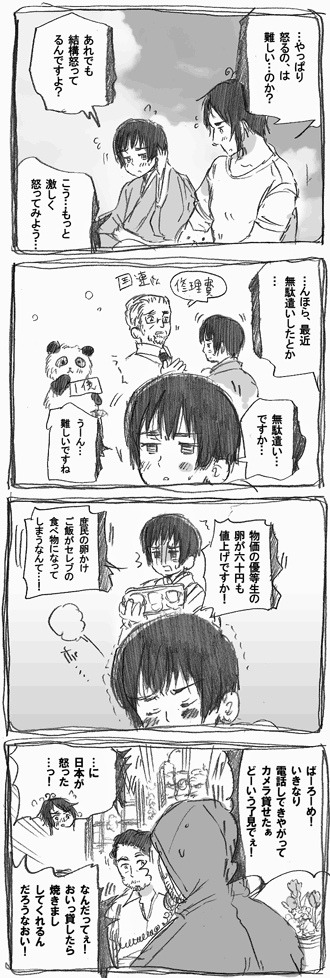 …やっぱり
怒るの、は
難しい…のか？
あれでも
結構怒って
るんですよ？
こう…もっと
激しく
怒ってみよう…
…んほら、最近
無駄遣いしたとか
…
修理費
国連に
1億
無駄遣い…
ですか…
うーん…
難しいですね
物価の優等生の
卵が六十円も
値上げですか！
庶民の卵かけ
ご飯がセレブの
食べ物になって
しまうなんて…！
ばーろーめ！
いきなり
電話してきやがって
カメラ貸せたぁ
どーいう了見でぇ！
…に
日本が
怒った
…っ！
なんだってぇ！
おいっ貸したら
焼きまし
してくれるん
だろうなおい！